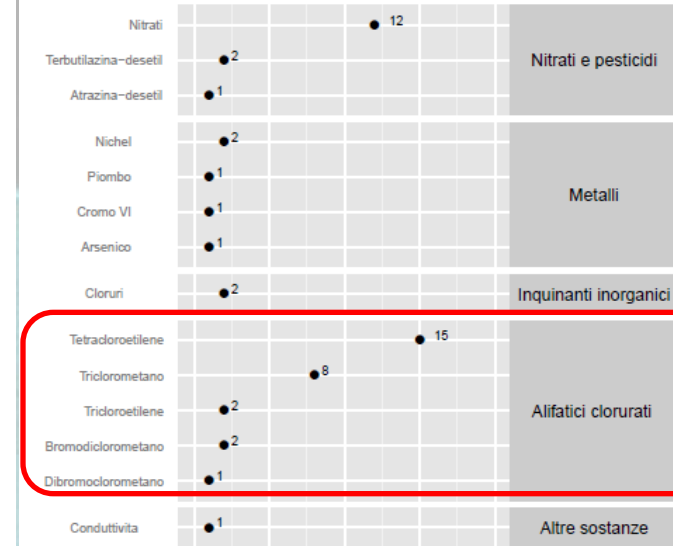 Nitrati 12
Terbutilazina-desetil 2
Atrazina-desetil 1
Nitrati e pesticidi
Nichel 2
Piombo 1
Cromo VI 1
Arsenico 1
Metalli
Cloruri 2
Inquinanti inorganici
Tetracloroetilene 15
Triclorometano 8
Tricloroetilene 2
Bromodiclorometano 2
Dibromoclorometano 1
Alifatici clorurati
Conduttivita 1
Altre sostanze